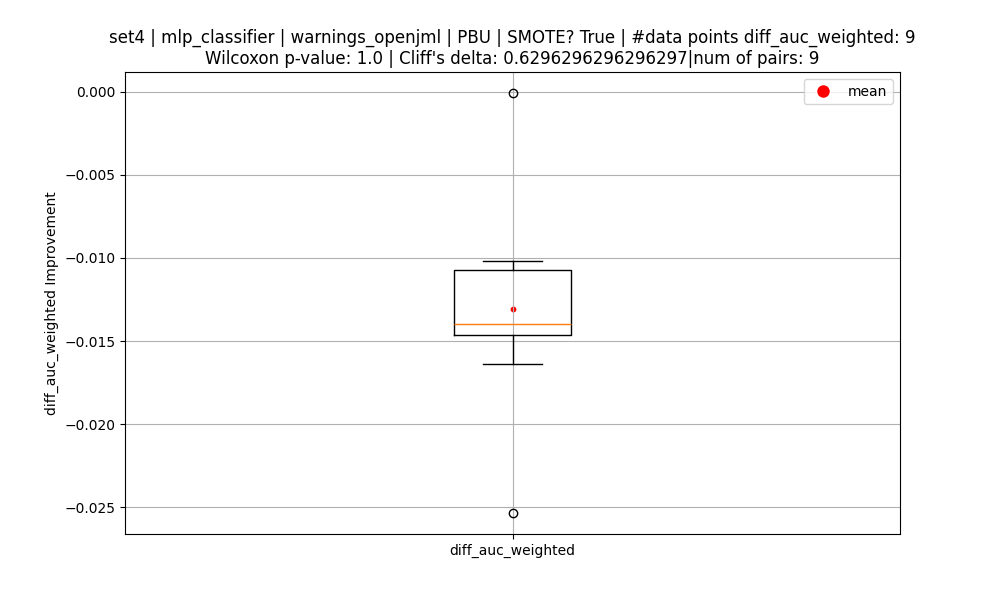 set4 | mlp_classifier | warnings_openjml | PBU | SMOTE? True | #data points diff_auc_weighted: 9
Wilcoxon p-value: 1.0 | Cliff's delta: 0.6296296296296297|num of pairs: 9
mean
0.000
−0.005
−0.010
−0.015
−0.020
−0.025
diff_auc_weighted Improvement
diff_auc_weighted